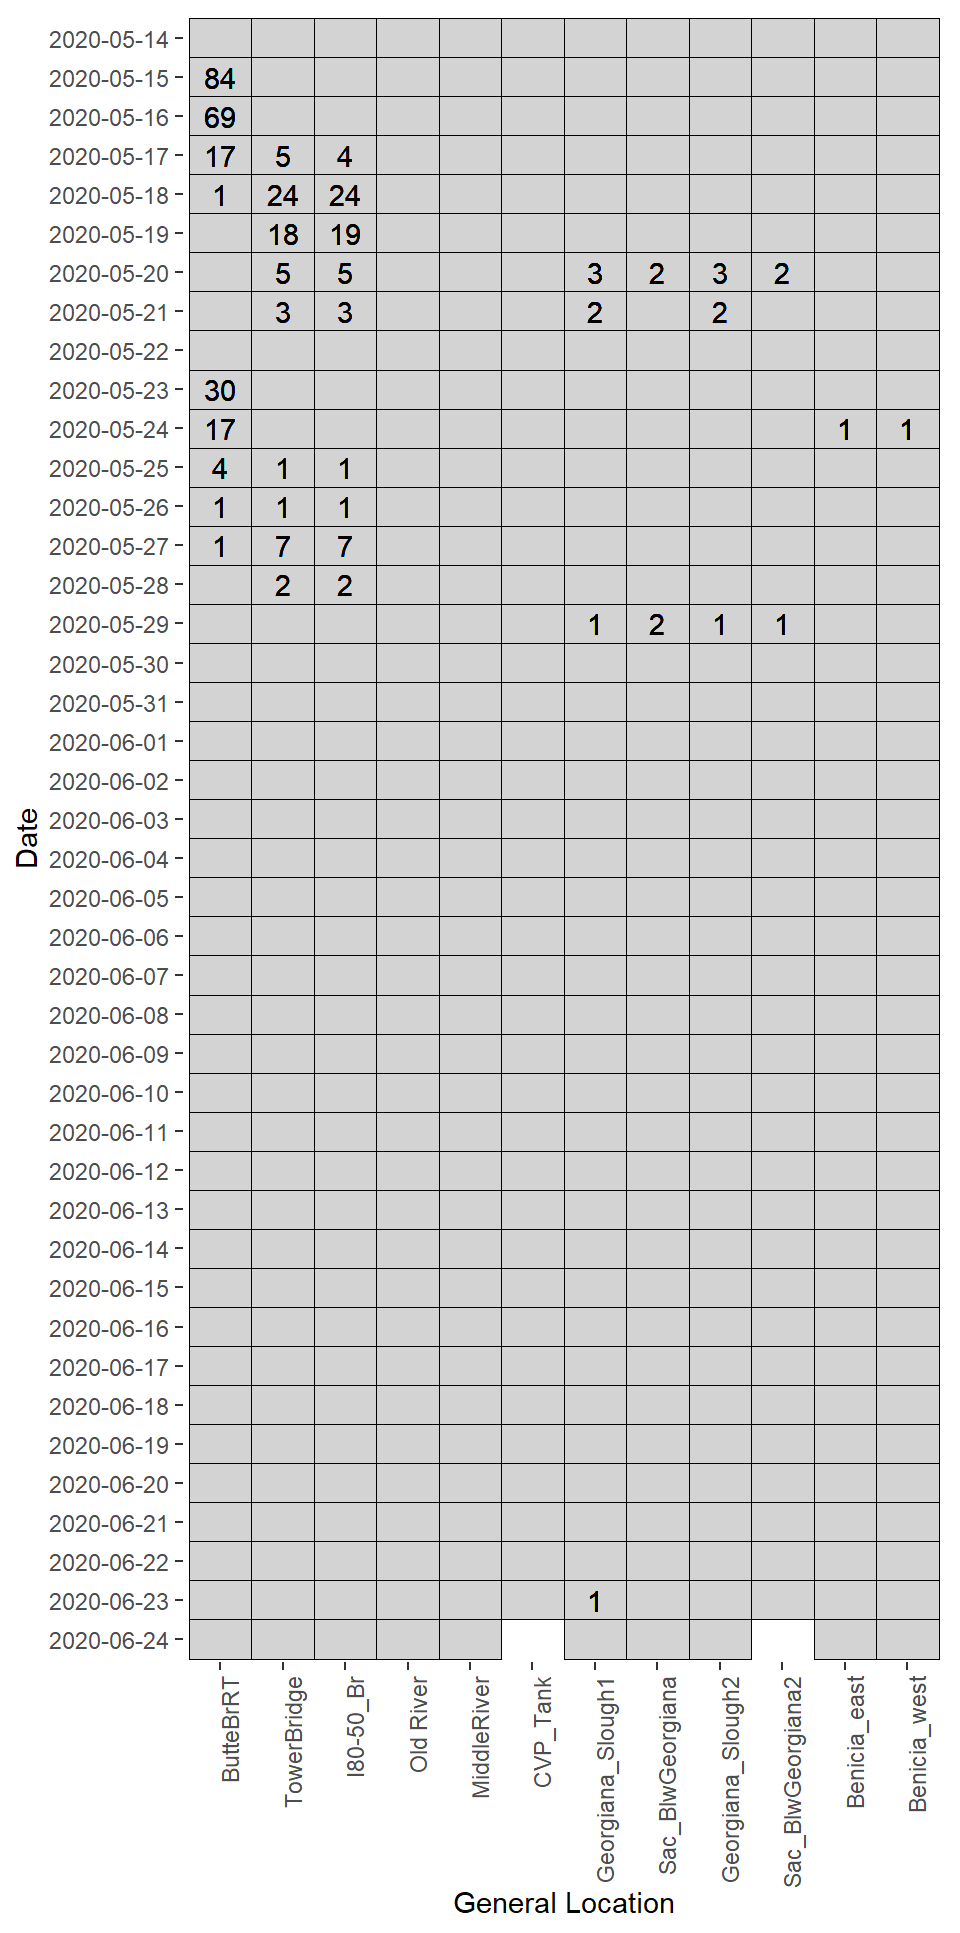 2020-05-14
2020-05-15 84
2020-05-16 69
2020-05-17 17 5 4
2020-05-18 1 24 24
2020-05-19 18 19
2020-05-20 5 5 3 2 3 2
2020-05-21 3 3 2 2
2020-05-22
2020-05-23 30
2020-05-24 17 1 1
2020-05-25 4 1 1
2020-05-26 1 1 1
2020-05-27 1 7 7
2020-05-28 2 2
2020-05-29 1 2 1 1
2020-05-30
2020-05-31
2020-06-01
2020-06-02
2020-06-03
2020-06-04
2020-06-05
2020-06-06
2020-06-07
2020-06-08
2020-06-09
2020-06-10
2020-06-11
2020-06-12
2020-06-13
2020-06-14
2020-06-15
2020-06-16
2020-06-17
2020-06-18
2020-06-19
2020-06-20
2020-06-21
2020-06-22
2020-06-23 1
2020-06-24
Date
ButteBrRT
TowerBridge
I80-50_Br
Old River
MiddleRiver
CVP_Tank
Georgiana_Slough1
Sac_BlwGeorgiana
Georgiana_Slough2
Sac_BlwGeorgiana2
Benicia_east
Benicia_west
General Location